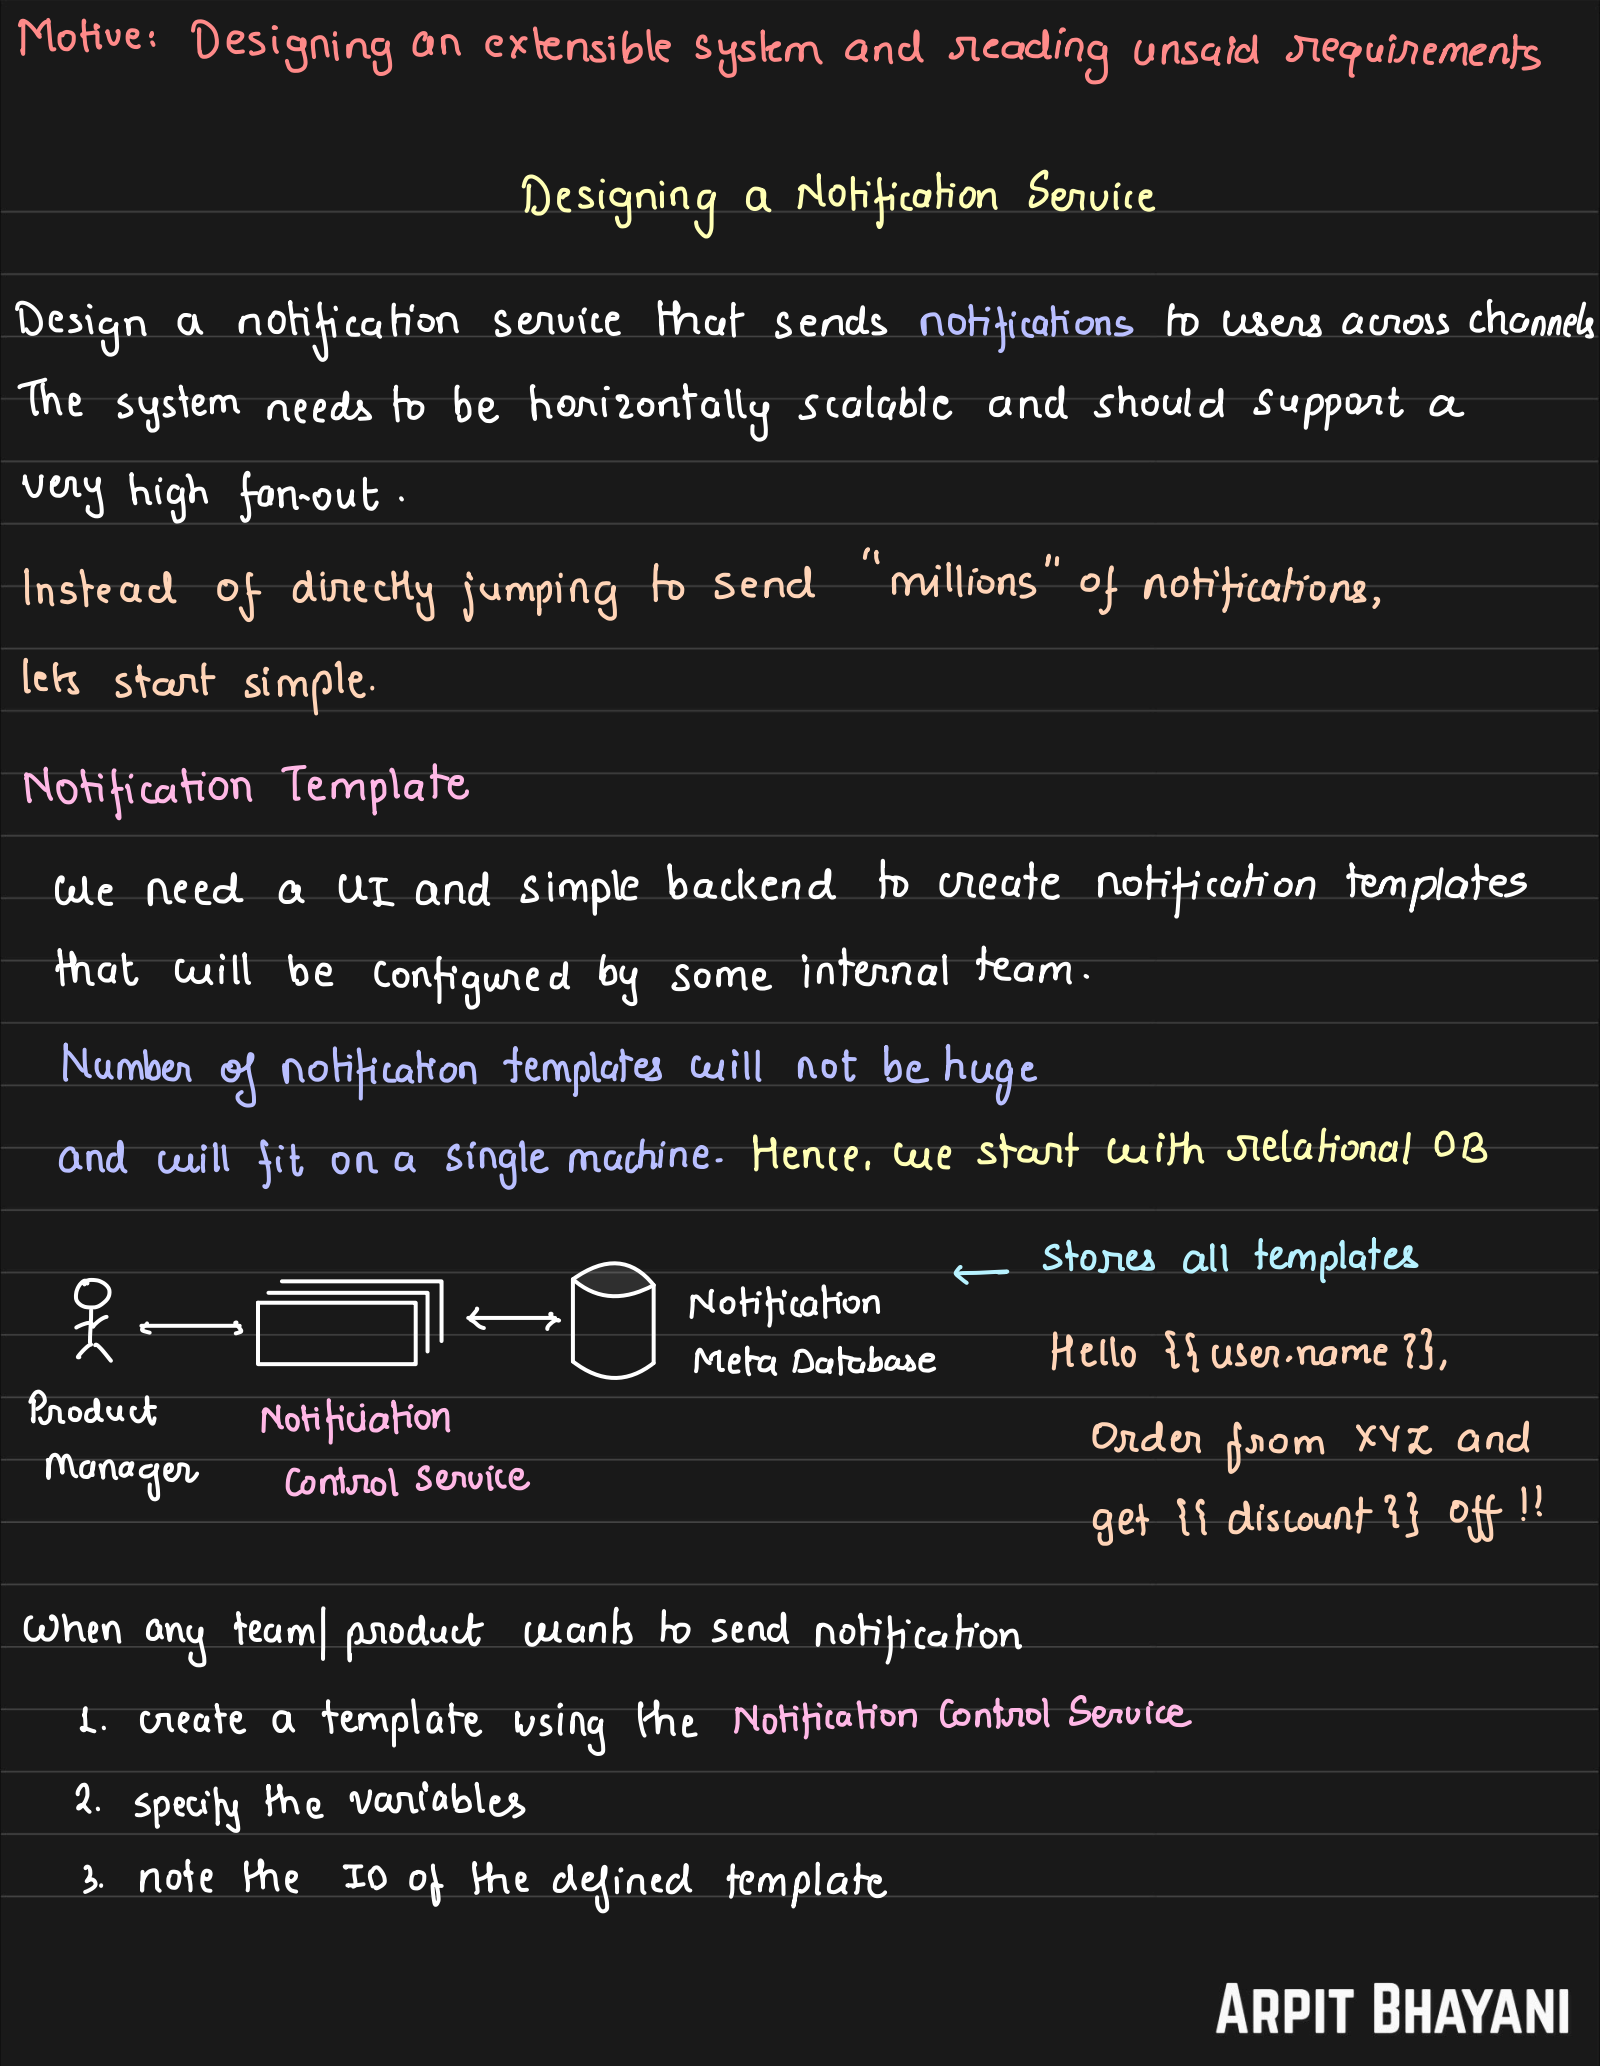 Motive: Designing an extensible system and reading unsaid requirements
Designing a Notification Service
Design a notification service that sends notifications to users across channels
The system needs to be horizontally scalable and should support a
very high fan-out.
Instead of directly jumping to send "millions" of notifications,
lets start simple.
Notification Template
We need a UI and simple backend to create notification templates
that will be configured by some internal team.
Number of notification templates will not be huge
and will fit on a single machine. Hence, we start with relational DB
← Stores all templates
Notification
Meta Database
Hello {{ user.name }},
Product
Manager
Notificiation
Control Service
Order from XYZ and
get {{ discount }} off !!
When any team/product wants to send notification
1. create a template using the Notification Control Service
2. specify the variables
3. note the ID of the defined template
ARPIT BHAYANI